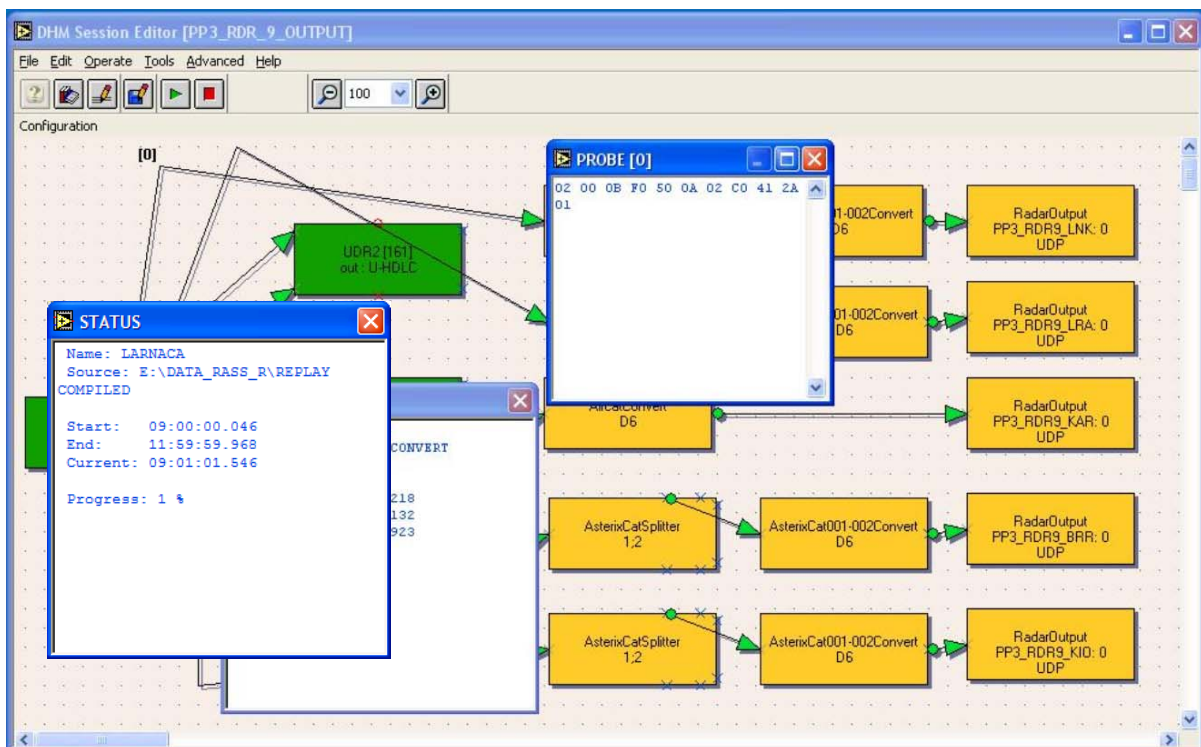 DHM Session Editor [PP3_RDR_9_OUTPUT]
File Edit Operate Tools Advanced Help
100
Configuration
[0]
PROBE [0]
02 00 0B F0 50 0A 02 C0 41 2A
01
UDR2 [161]
out : U-HDLC
1-002Convert
D6
RadarOutput
PP3_RDR9_LNK: 0
UDP
01-002Convert
D6
RadarOutput
PP3_RDR9_LRA: 0
UDP
STATUS
Name: LARNACA
Source: E:\DATA_RASS_R\REPLAY
COMPILED
Start: 09:00:00.046
End: 11:59:59.968
Current: 09:01:01.546
Progress: 1 %
CONVERT
218
132
923
D6
RadarOutput
PP3_RDR9_KAR: 0
UDP
AsterixCatSplitter
1;2
AsterixCat001-002Convert
D6
RadarOutput
PP3_RDR9_BRR: 0
UDP
AsterixCatSplitter
1;2
AsterixCat001-002Convert
D6
RadarOutput
PP3_RDR9_KIO: 0
UDP